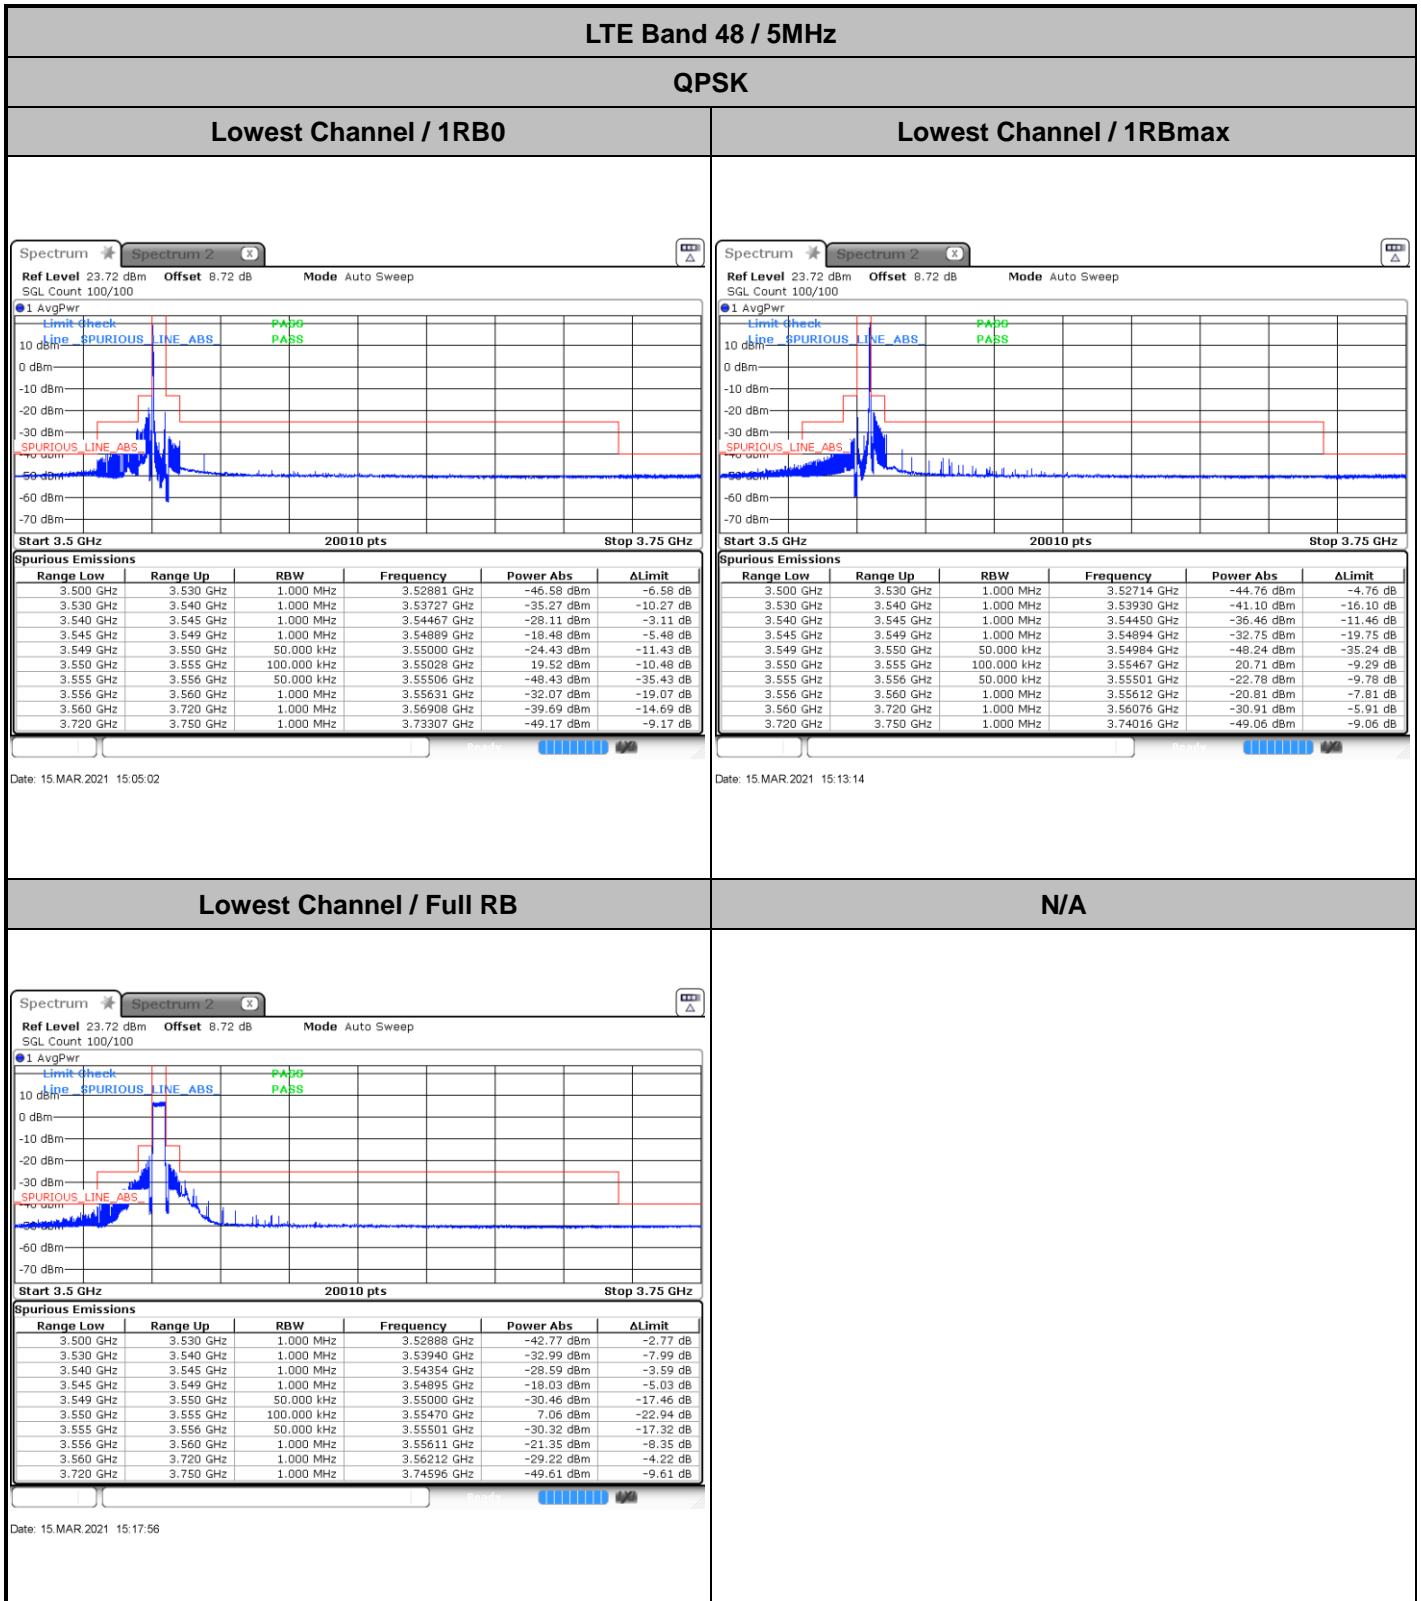 LTE Band 48 / 5MHz
QPSK
Lowest Channel / 1RB0
Lowest Channel / 1RBmax
Spectrum Spectrum 2 X
Ref Level 23.72 dBm Offset 8.72 dB Mode Auto Sweep
SGL Count 100/100
1 AvgPwr
Limit Check PASS
Line _SPURIOUS_LINE_ABS_ PASS
10 dBm
0 dBm
-10 dBm
-20 dBm
-30 dBm
_SPURIOUS_LINE_ABS_
-40 dBm
-50 dBm
-60 dBm
-70 dBm
Start 3.5 GHz 20010 pts Stop 3.75 GHz
Spurious Emissions
Range Low Range Up RBW Frequency Power Abs ΔLimit
3.500 GHz 3.530 GHz 1.000 MHz 3.52881 GHz -46.58 dBm -6.58 dB
3.530 GHz 3.540 GHz 1.000 MHz 3.53727 GHz -35.27 dBm -10.27 dB
3.540 GHz 3.545 GHz 1.000 MHz 3.54467 GHz -28.11 dBm -3.11 dB
3.545 GHz 3.549 GHz 1.000 MHz 3.54889 GHz -18.48 dBm -5.48 dB
3.549 GHz 3.550 GHz 50.000 kHz 3.55000 GHz -24.43 dBm -11.43 dB
3.550 GHz 3.555 GHz 100.000 kHz 3.55028 GHz 19.52 dBm -10.48 dB
3.555 GHz 3.556 GHz 50.000 kHz 3.55506 GHz -48.43 dBm -35.43 dB
3.556 GHz 3.560 GHz 1.000 MHz 3.55631 GHz -32.07 dBm -19.07 dB
3.560 GHz 3.720 GHz 1.000 MHz 3.56908 GHz -39.69 dBm -14.69 dB
3.720 GHz 3.750 GHz 1.000 MHz 3.73307 GHz -49.17 dBm -9.17 dB
Ready
Date: 15.MAR.2021 15:05:02
Spectrum Spectrum 2 X
Ref Level 23.72 dBm Offset 8.72 dB Mode Auto Sweep
SGL Count 100/100
1 AvgPwr
Limit Check PASS
Line _SPURIOUS_LINE_ABS_ PASS
10 dBm
0 dBm
-10 dBm
-20 dBm
-30 dBm
_SPURIOUS_LINE_ABS_
-40 dBm
-50 dBm
-60 dBm
-70 dBm
Start 3.5 GHz 20010 pts Stop 3.75 GHz
Spurious Emissions
Range Low Range Up RBW Frequency Power Abs ΔLimit
3.500 GHz 3.530 GHz 1.000 MHz 3.52714 GHz -44.76 dBm -4.76 dB
3.530 GHz 3.540 GHz 1.000 MHz 3.53930 GHz -41.10 dBm -16.10 dB
3.540 GHz 3.545 GHz 1.000 MHz 3.54450 GHz -36.46 dBm -11.46 dB
3.545 GHz 3.549 GHz 1.000 MHz 3.54894 GHz -32.75 dBm -19.75 dB
3.549 GHz 3.550 GHz 50.000 kHz 3.54984 GHz -48.24 dBm -35.24 dB
3.550 GHz 3.555 GHz 100.000 kHz 3.55467 GHz 20.71 dBm -9.29 dB
3.555 GHz 3.556 GHz 50.000 kHz 3.55501 GHz -22.78 dBm -9.78 dB
3.556 GHz 3.560 GHz 1.000 MHz 3.55612 GHz -20.81 dBm -7.81 dB
3.560 GHz 3.720 GHz 1.000 MHz 3.56076 GHz -30.91 dBm -5.91 dB
3.720 GHz 3.750 GHz 1.000 MHz 3.74016 GHz -49.06 dBm -9.06 dB
Ready
Date: 15.MAR.2021 15:13:14
Lowest Channel / Full RB
N/A
Spectrum Spectrum 2 X
Ref Level 23.72 dBm Offset 8.72 dB Mode Auto Sweep
SGL Count 100/100
1 AvgPwr
Limit Check PASS
Line _SPURIOUS_LINE_ABS_ PASS
10 dBm
0 dBm
-10 dBm
-20 dBm
-30 dBm
_SPURIOUS_LINE_ABS_
-40 dBm
-50 dBm
-60 dBm
-70 dBm
Start 3.5 GHz 20010 pts Stop 3.75 GHz
Spurious Emissions
Range Low Range Up RBW Frequency Power Abs ΔLimit
3.500 GHz 3.530 GHz 1.000 MHz 3.52888 GHz -42.77 dBm -2.77 dB
3.530 GHz 3.540 GHz 1.000 MHz 3.53940 GHz -32.99 dBm -7.99 dB
3.540 GHz 3.545 GHz 1.000 MHz 3.54354 GHz -28.59 dBm -3.59 dB
3.545 GHz 3.549 GHz 1.000 MHz 3.54895 GHz -18.03 dBm -5.03 dB
3.549 GHz 3.550 GHz 50.000 kHz 3.55000 GHz -30.46 dBm -17.46 dB
3.550 GHz 3.555 GHz 100.000 kHz 3.55470 GHz 7.06 dBm -22.94 dB
3.555 GHz 3.556 GHz 50.000 kHz 3.55501 GHz -30.32 dBm -17.32 dB
3.556 GHz 3.560 GHz 1.000 MHz 3.55611 GHz -21.35 dBm -8.35 dB
3.560 GHz 3.720 GHz 1.000 MHz 3.56212 GHz -29.22 dBm -4.22 dB
3.720 GHz 3.750 GHz 1.000 MHz 3.74596 GHz -49.61 dBm -9.61 dB
Ready
Date: 15.MAR.2021 15:17:56